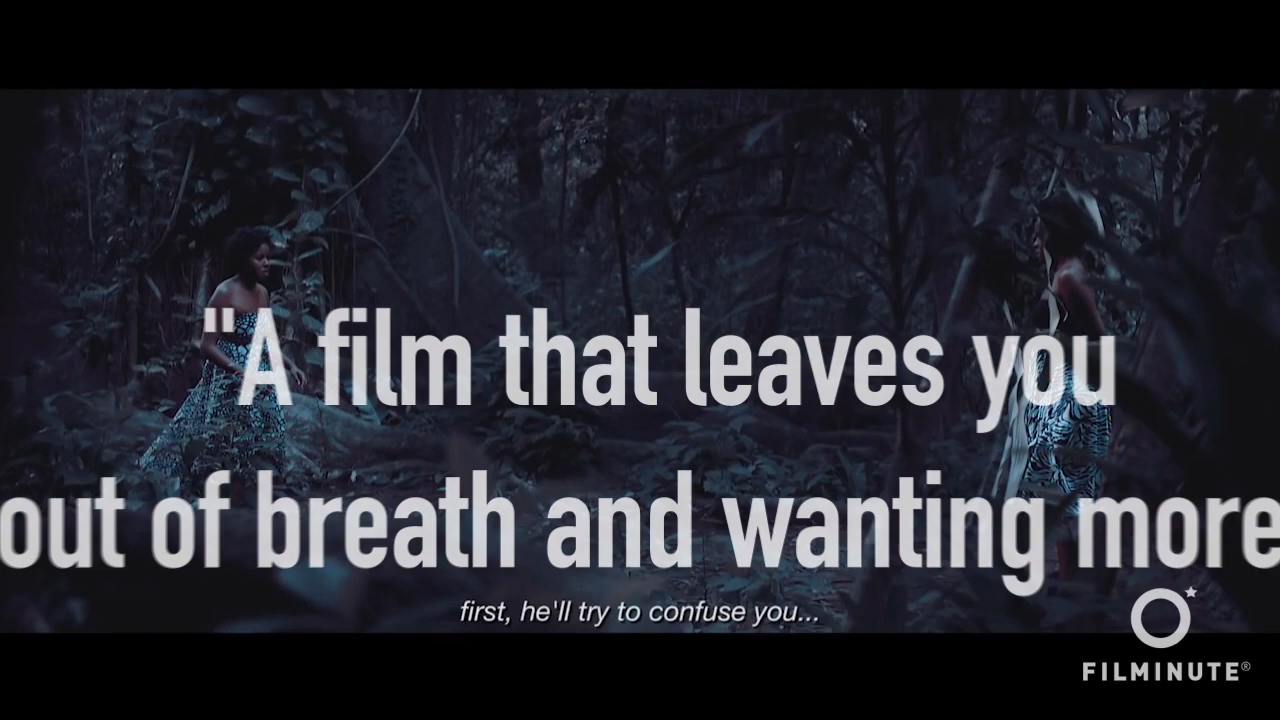 "A film that leaves you
out of breath and wanting more
first, he'll try to confuse you...
FILMINUTE®